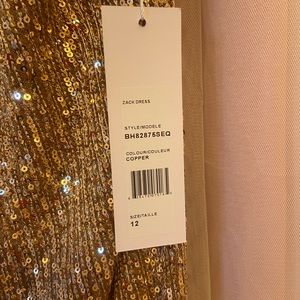 ZACK DRESS
STYLE/MODELE
BH82875SEQ
COLOUR/COULEUR
COPPER
SIZE/TAILLE
12